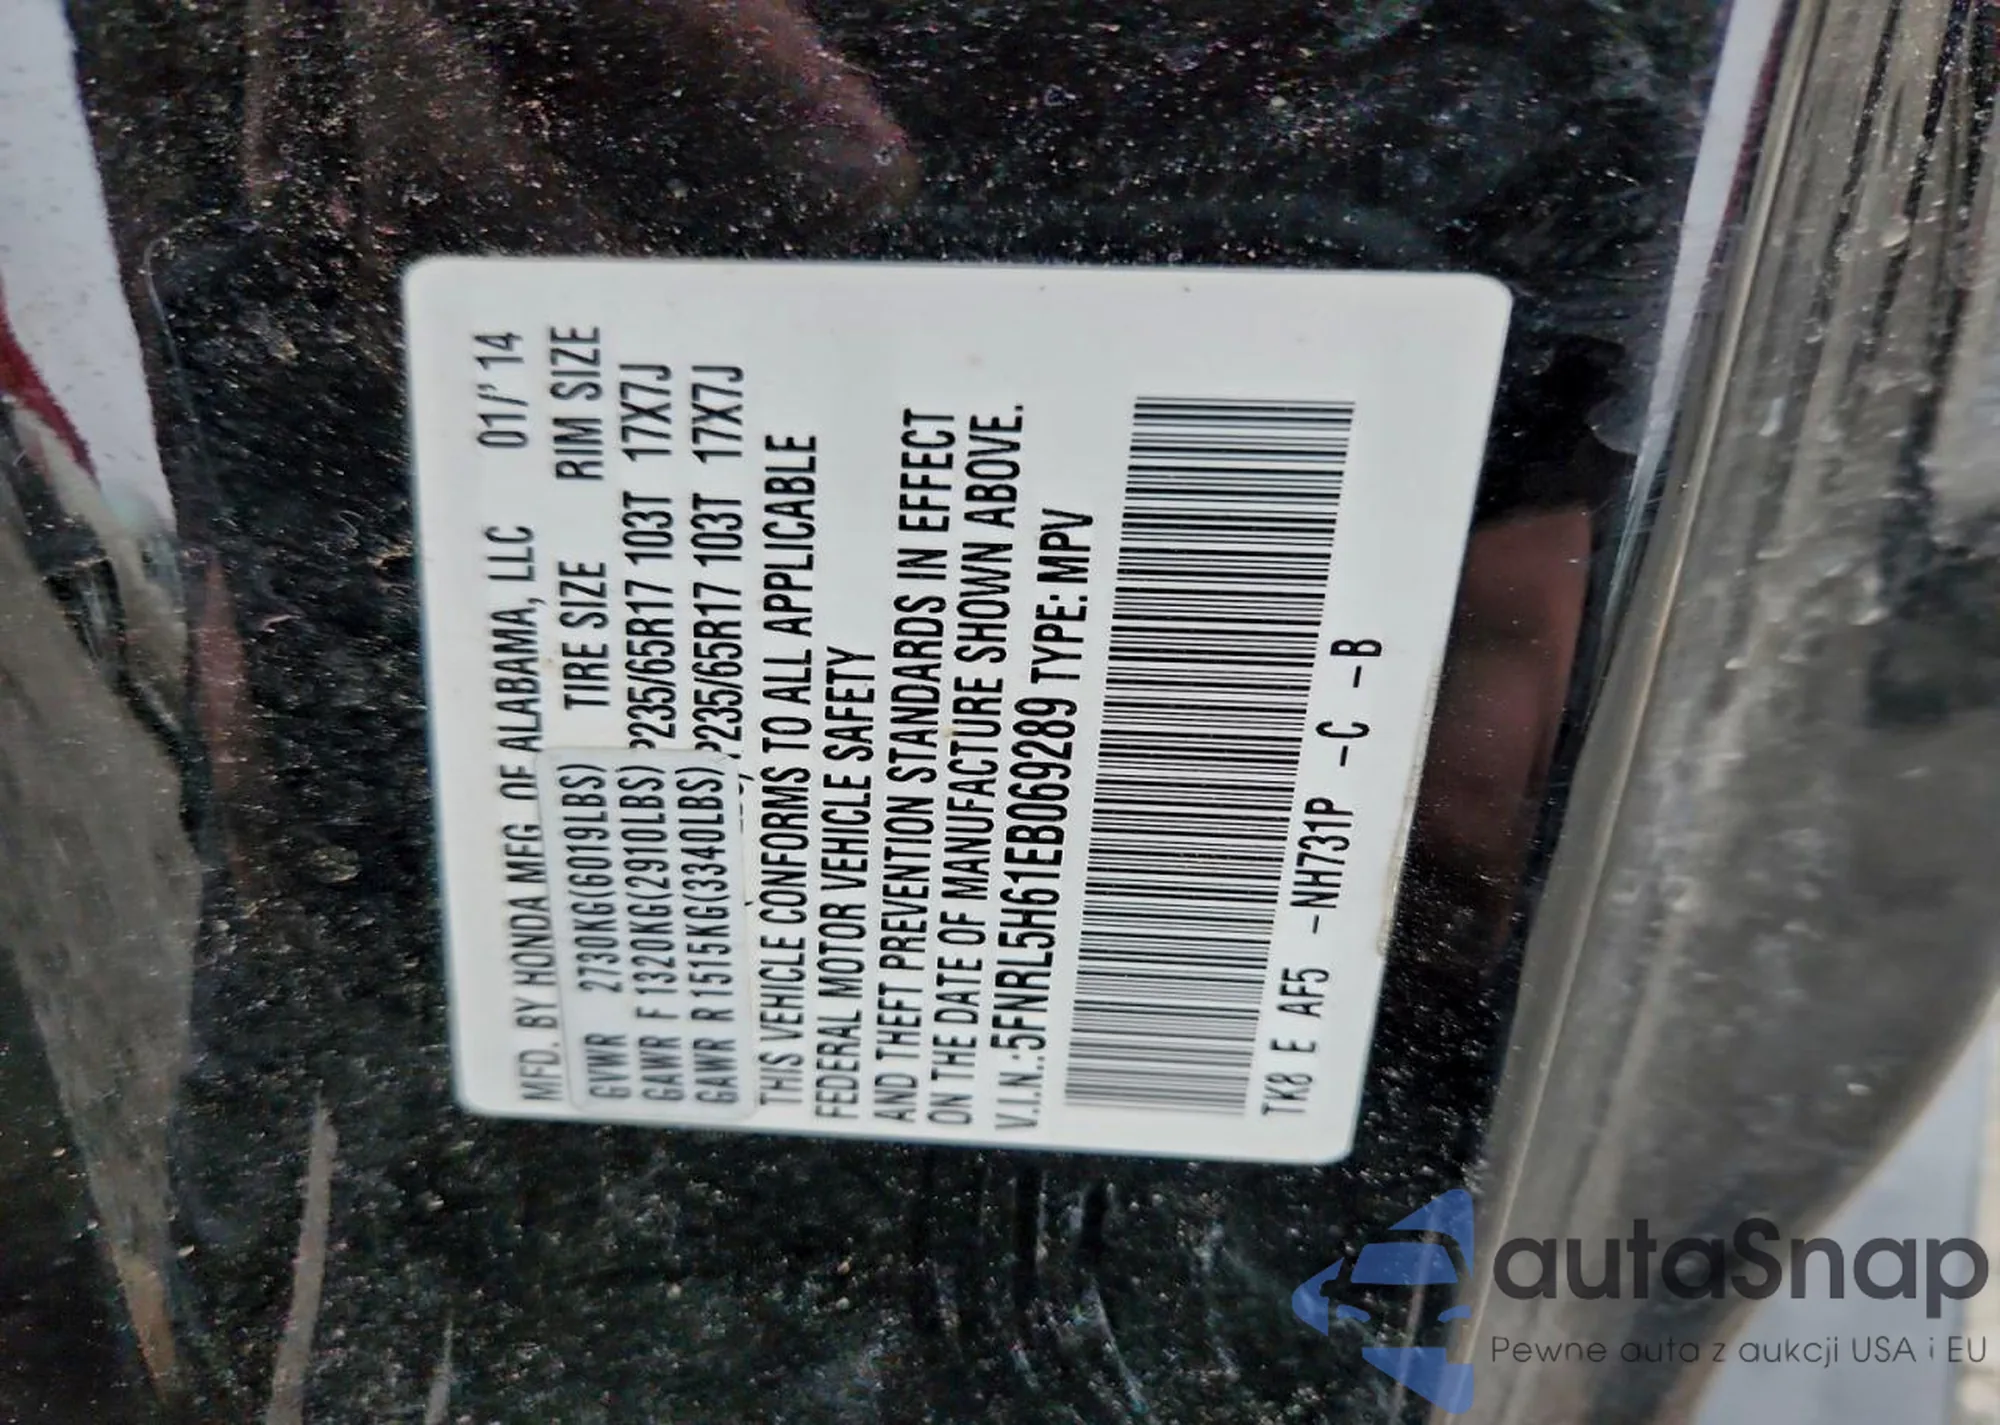 MFD. BY HONDA MFG. OF ALABAMA, LLC 01/'14
TIRE SIZE RIM SIZE
GVWR 2730KG(6019LBS)
GAWR F 1320KG(2910LBS) P235/65R17 103T 17X7J
GAWR R 1515KG(3340LBS) P235/65R17 103T 17X7J
THIS VEHICLE CONFORMS TO ALL APPLICABLE
FEDERAL MOTOR VEHICLE SAFETY
AND THEFT PREVENTION STANDARDS IN EFFECT
ON THE DATE OF MANUFACTURE SHOWN ABOVE.
V.I.N.:5FNRL5H61EB069289 TYPE: MPV
TK8 E AF5 -NH731P -C -B
autaSnap
Pewne auta z aukcji USA i EU